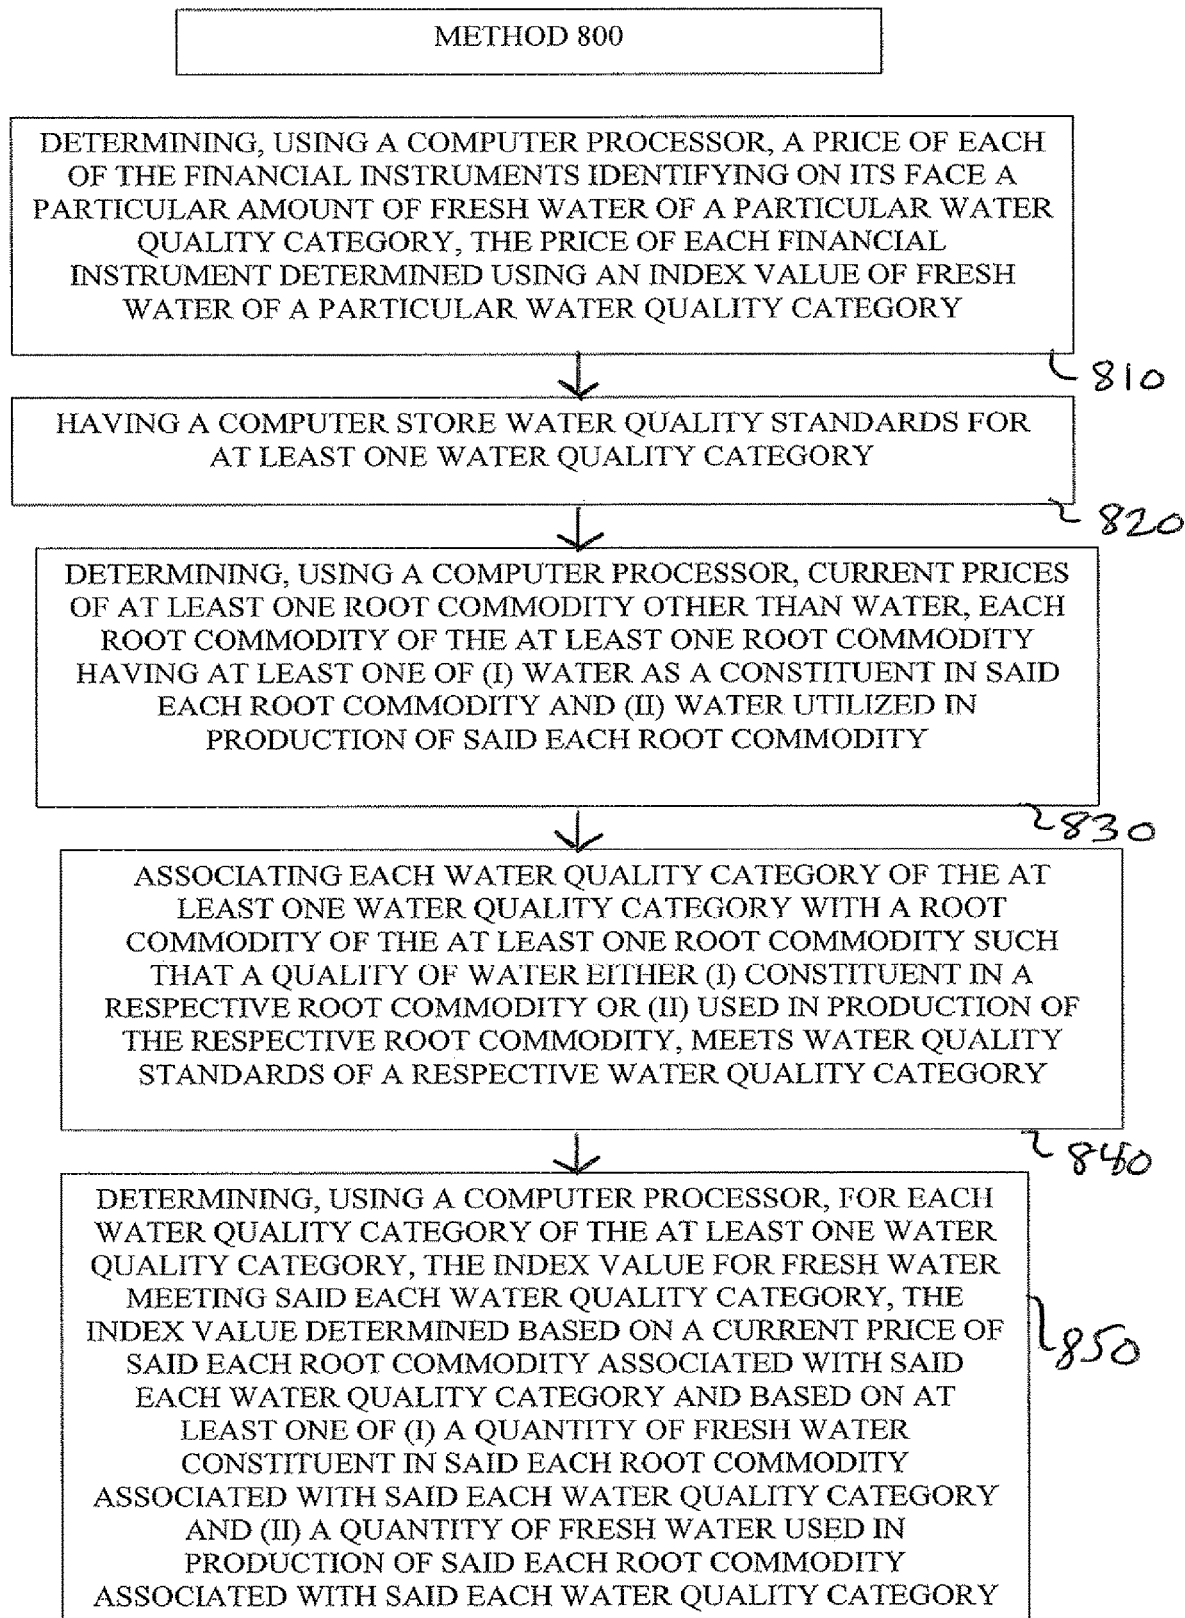 METHOD 800
DETERMINING, USING A COMPUTER PROCESSOR, A PRICE OF EACH
OF THE FINANCIAL INSTRUMENTS IDENTIFYING ON ITS FACE A
PARTICULAR AMOUNT OF FRESH WATER OF A PARTICULAR WATER
QUALITY CATEGORY, THE PRICE OF EACH FINANCIAL
INSTRUMENT DETERMINED USING AN INDEX VALUE OF FRESH
WATER OF A PARTICULAR WATER QUALITY CATEGORY
810
HAVING A COMPUTER STORE WATER QUALITY STANDARDS FOR
AT LEAST ONE WATER QUALITY CATEGORY
820
DETERMINING, USING A COMPUTER PROCESSOR, CURRENT PRICES
OF AT LEAST ONE ROOT COMMODITY OTHER THAN WATER, EACH
ROOT COMMODITY OF THE AT LEAST ONE ROOT COMMODITY
HAVING AT LEAST ONE OF (I) WATER AS A CONSTITUENT IN SAID
EACH ROOT COMMODITY AND (II) WATER UTILIZED IN
PRODUCTION OF SAID EACH ROOT COMMODITY
830
ASSOCIATING EACH WATER QUALITY CATEGORY OF THE AT
LEAST ONE WATER QUALITY CATEGORY WITH A ROOT
COMMODITY OF THE AT LEAST ONE ROOT COMMODITY SUCH
THAT A QUALITY OF WATER EITHER (I) CONSTITUENT IN A
RESPECTIVE ROOT COMMODITY OR (II) USED IN PRODUCTION OF
THE RESPECTIVE ROOT COMMODITY, MEETS WATER QUALITY
STANDARDS OF A RESPECTIVE WATER QUALITY CATEGORY
840
DETERMINING, USING A COMPUTER PROCESSOR, FOR EACH
WATER QUALITY CATEGORY OF THE AT LEAST ONE WATER
QUALITY CATEGORY, THE INDEX VALUE FOR FRESH WATER
MEETING SAID EACH WATER QUALITY CATEGORY, THE
INDEX VALUE DETERMINED BASED ON A CURRENT PRICE OF
SAID EACH ROOT COMMODITY ASSOCIATED WITH SAID
EACH WATER QUALITY CATEGORY AND BASED ON AT
LEAST ONE OF (I) A QUANTITY OF FRESH WATER
CONSTITUENT IN SAID EACH ROOT COMMODITY
ASSOCIATED WITH SAID EACH WATER QUALITY CATEGORY
AND (II) A QUANTITY OF FRESH WATER USED IN
PRODUCTION OF SAID EACH ROOT COMMODITY
ASSOCIATED WITH SAID EACH WATER QUALITY CATEGORY
850